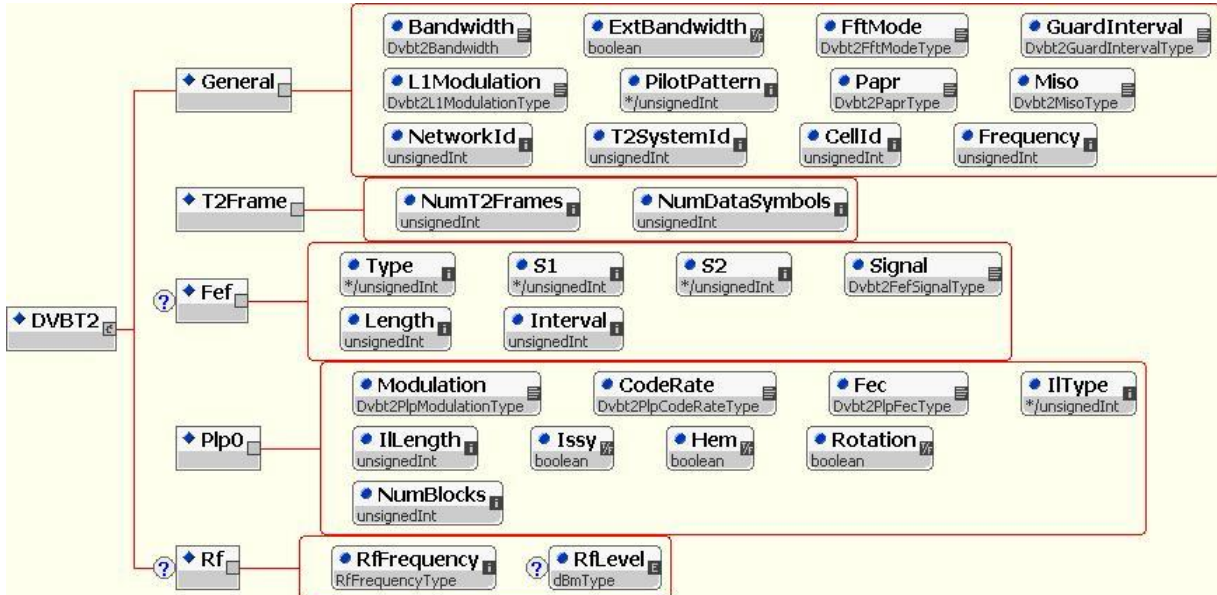 Bandwidth ExtBandwidth FftMode GuardInterval
Dvbt2Bandwidth boolean Dvbt2FftModeType Dvbt2GuardIntervalType
General
L1Modulation PilotPattern Papr Miso
Dvbt2L1ModulationType */unsignedInt Dvbt2PaprType Dvbt2MisoType
NetworkId T2SystemId CellId Frequency
unsignedInt unsignedInt unsignedInt unsignedInt
T2Frame
NumT2Frames NumDataSymbols
unsignedInt unsignedInt
Type S1 S2 Signal
*/unsignedInt */unsignedInt */unsignedInt Dvbt2FefSignalType
? Fef
Length Interval
unsignedInt unsignedInt
DVBT2
Modulation CodeRate Fec IlType
Dvbt2PlpModulationType Dvbt2PlpCodeRateType Dvbt2PlpFecType */unsignedInt
Plp0
IlLength Issy Hem Rotation
unsignedInt boolean boolean boolean
NumBlocks
unsignedInt
? Rf
RfFrequency ? RfLevel
RfFrequencyType dBmType